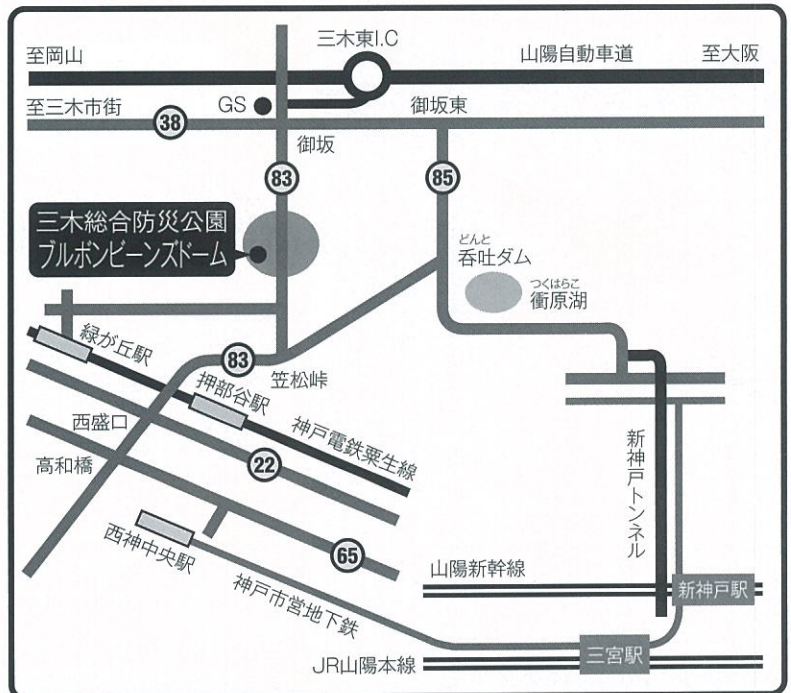 三木東I.C
至岡山
山陽自動車道
至大阪
GS
御坂東
至三木市街
38
御坂
83
85
三木総合防災公園
ブルボンビーンズドーム
どんと
呑吐ダム
つくはらこ
衝原湖
緑が丘駅
83
笠松峠
押部谷駅
西盛口
神戸電鉄粟生線
高和橋
22
新神戸トンネル
西神中央駅
65
神戸市営地下鉄
山陽新幹線
新神戸駅
三宮駅
JR山陽本線